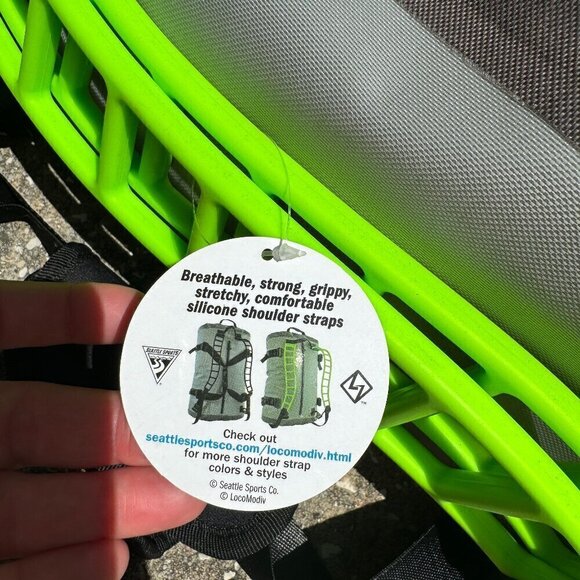 Breathable, strong, grippy,
stretchy, comfortable
silicone shoulder straps
SEATTLE SPORTS
Check out
seattlesportsco.com/locomodiv.html
for more shoulder strap
colors & styles
© Seattle Sports Co.
© LocoModiv